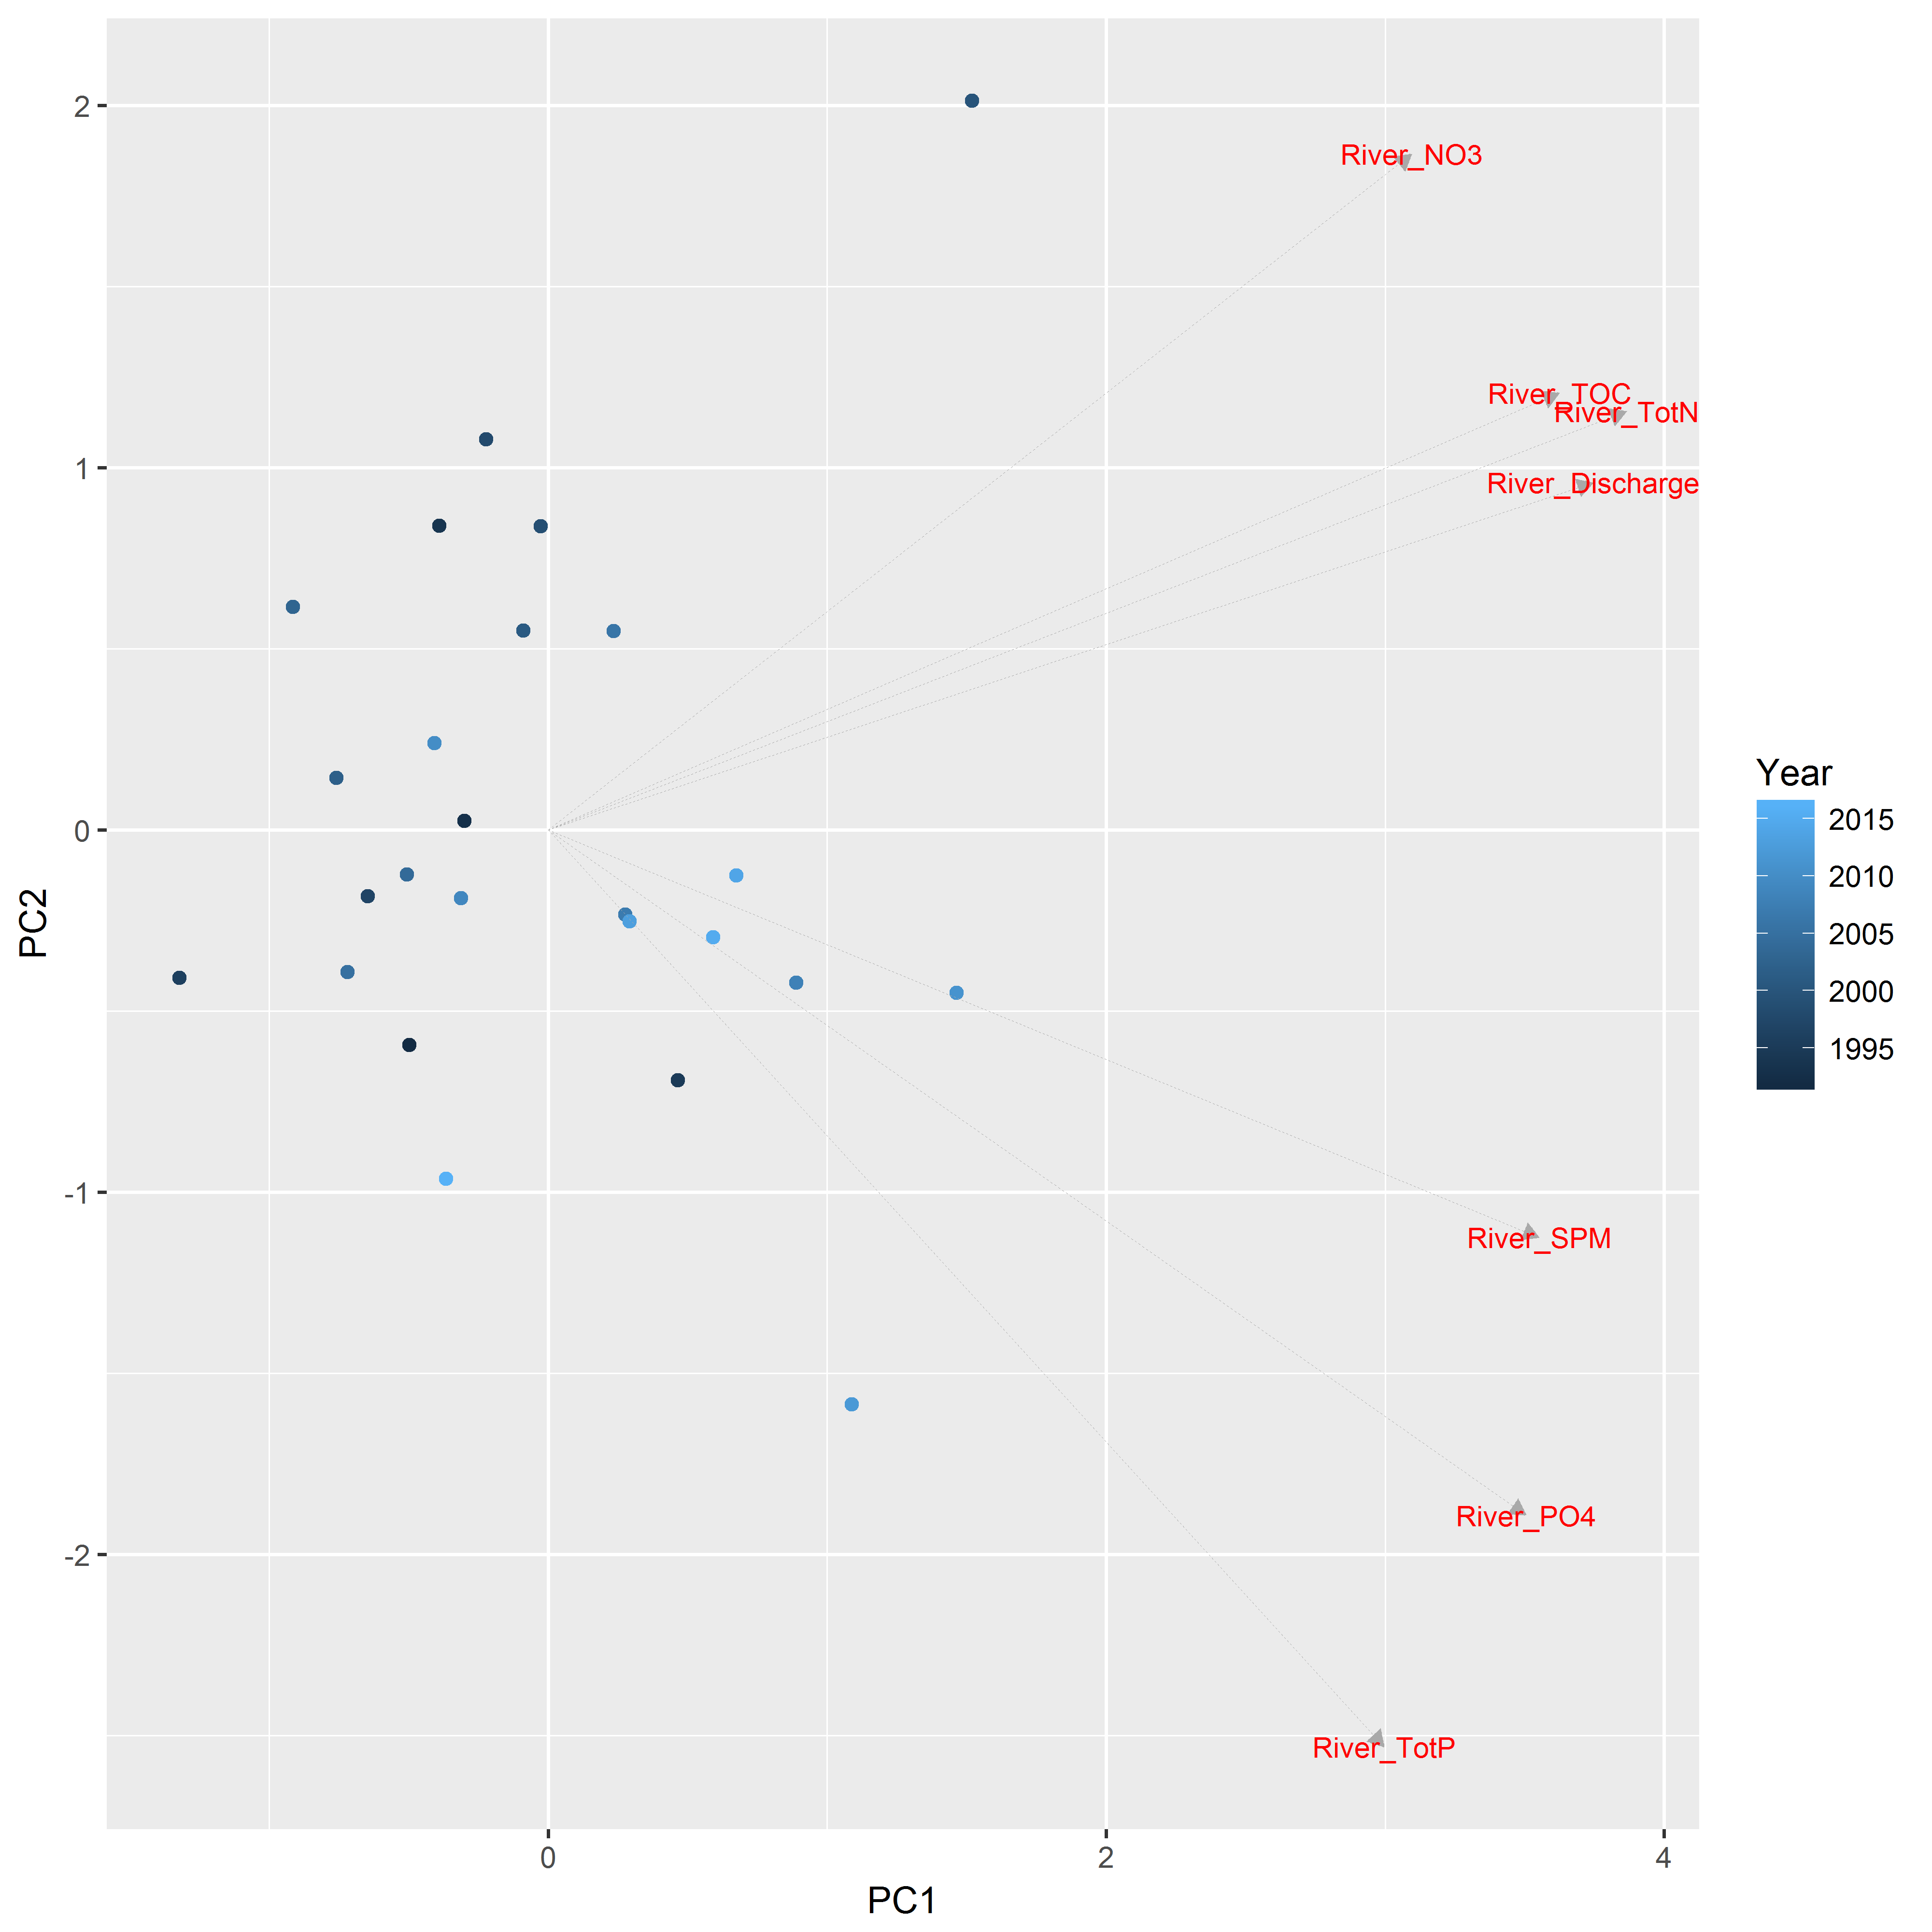 2
1
0
-1
-2
PC2
River_NO3
River_TOC
River_TotN
River_Discharge
River_SPM
River_PO4
River_TotP
0
2
4
PC1
Year
2015
2010
2005
2000
1995